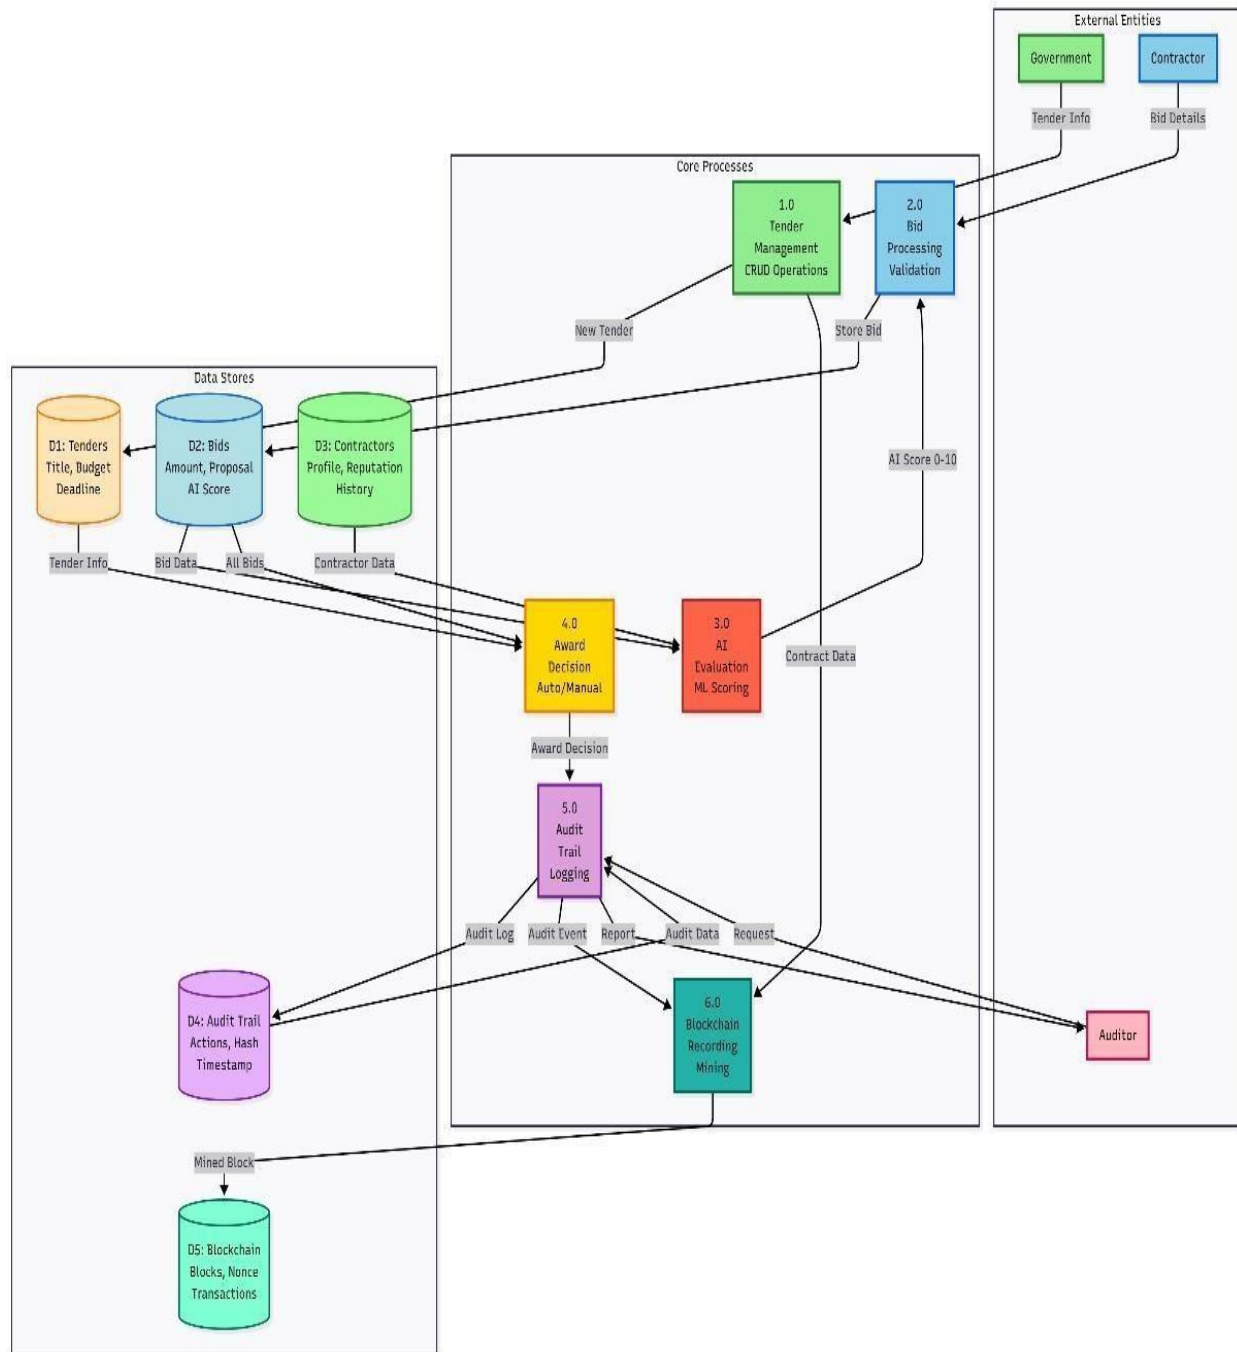 External Entities
Government
Contractor
Tender Info
Bid Details
Core Processes
1.0
Tender
Management
CRUD Operations
2.0
Bid
Processing
Validation
New Tender
Store Bid
Data Stores
D1: Tenders
Title, Budget
Deadline
D2: Bids
Amount, Proposal
AI Score
D3: Contractors
Profile, Reputation
History
AI Score 0-10
Tender Info
Bid Data
All Bids
Contractor Data
4.0
Award
Decision
Auto/Manual
3.0
AI
Evaluation
ML Scoring
Contract Data
Award Decision
5.0
Audit
Trail
Logging
Audit Log
Audit Event
Report
Audit Data
Request
D4: Audit Trail
Actions, Hash
Timestamp
6.0
Blockchain
Recording
Mining
Auditor
Mined Block
D5: Blockchain
Blocks, Nonce
Transactions